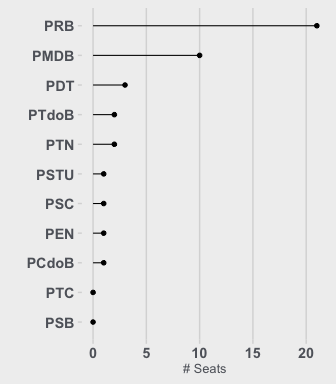 PRB
PMDB
PDT
PTdoB
PTN
PSTU
PSC
PEN
PCdoB
PTC
PSB
0 5 10 15 20
# Seats